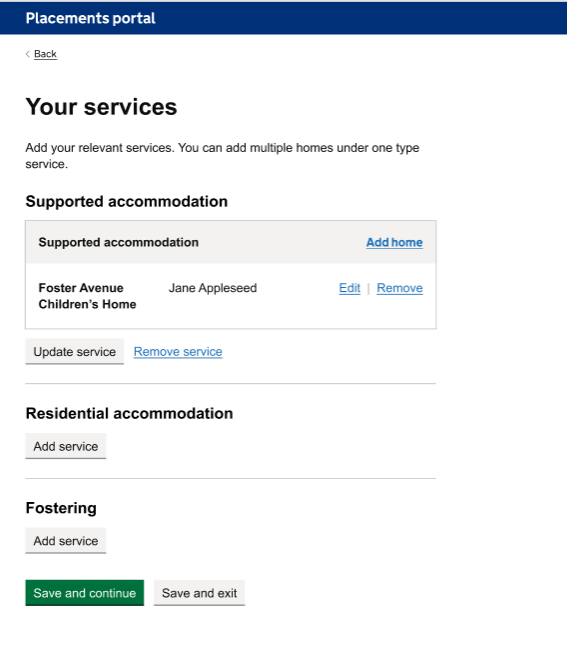 Placements portal
< Back
Your services
Add your relevant services. You can add multiple homes under one type
service.
Supported accommodation
Supported accommodation Add home
Foster Avenue Jane Appleseed Edit | Remove
Children’s Home
Update service Remove service
Residential accommodation
Add service
Fostering
Add service
Save and continue Save and exit